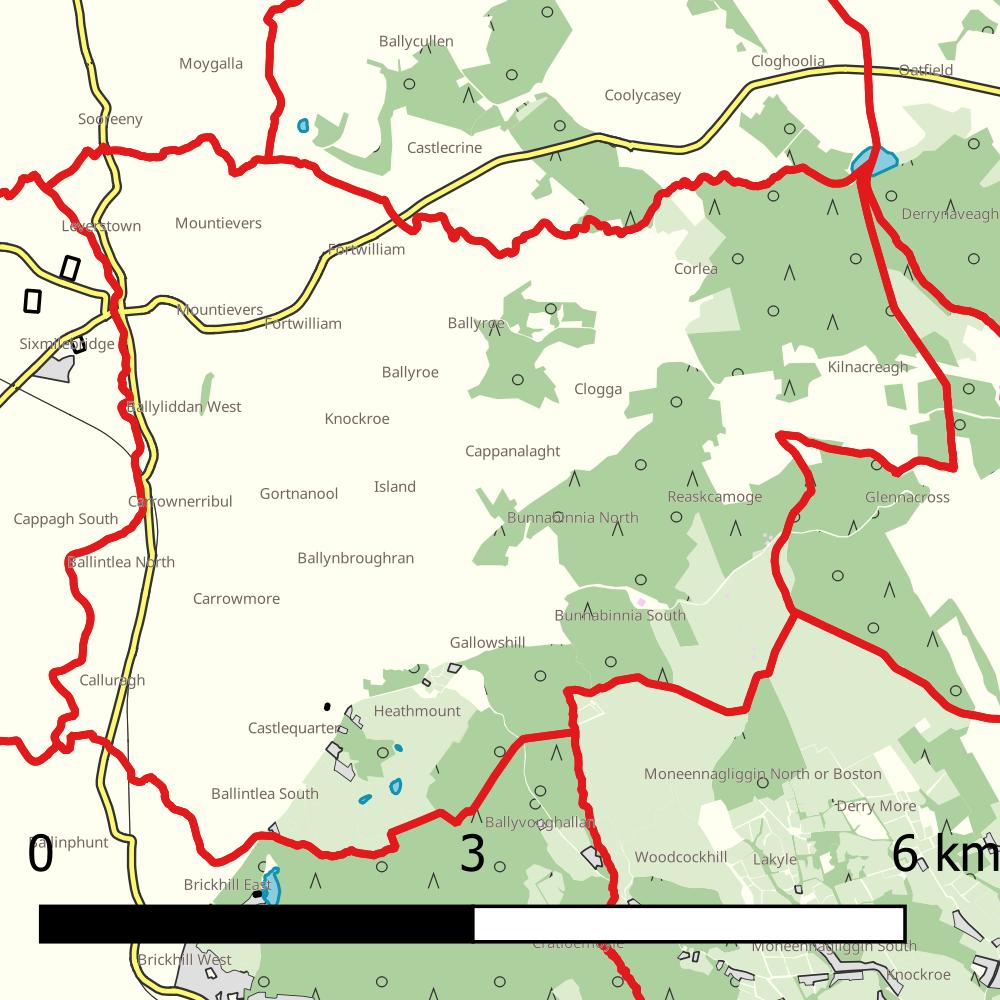 Ballycullen
Moygalla
Cloghoolia
Oatfield
Coolycasey
Sooreeny
Castlecrine
Derrynaveagh
Mountievers
Leverstown
Fortwilliam
Corlea
Mountievers
Fortwilliam
Ballyroe
Sixmilebridge
Kilnacreagh
Ballyroe
Clogga
Ballyliddan West
Knockroe
Cappanalaght
Island
Gortnanool
Reaskcamoge
Glennacross
Carrownerribul
Cappagh South
Bunnabinnia North
Ballintlea North
Ballynbroughran
Carrowmore
Bunnabinnia South
Gallowshill
Calluragh
Heathmount
Castlequarter
Moneennagliggin North or Boston
Ballintlea South
Derry More
Ballyvoghallan
Ballinphunt
Woodcockhill
Lakyle
0
3
6 km
Brickhill East
Cratloemoyle
Moneennagliggin South
Brickhill West
Knockroe